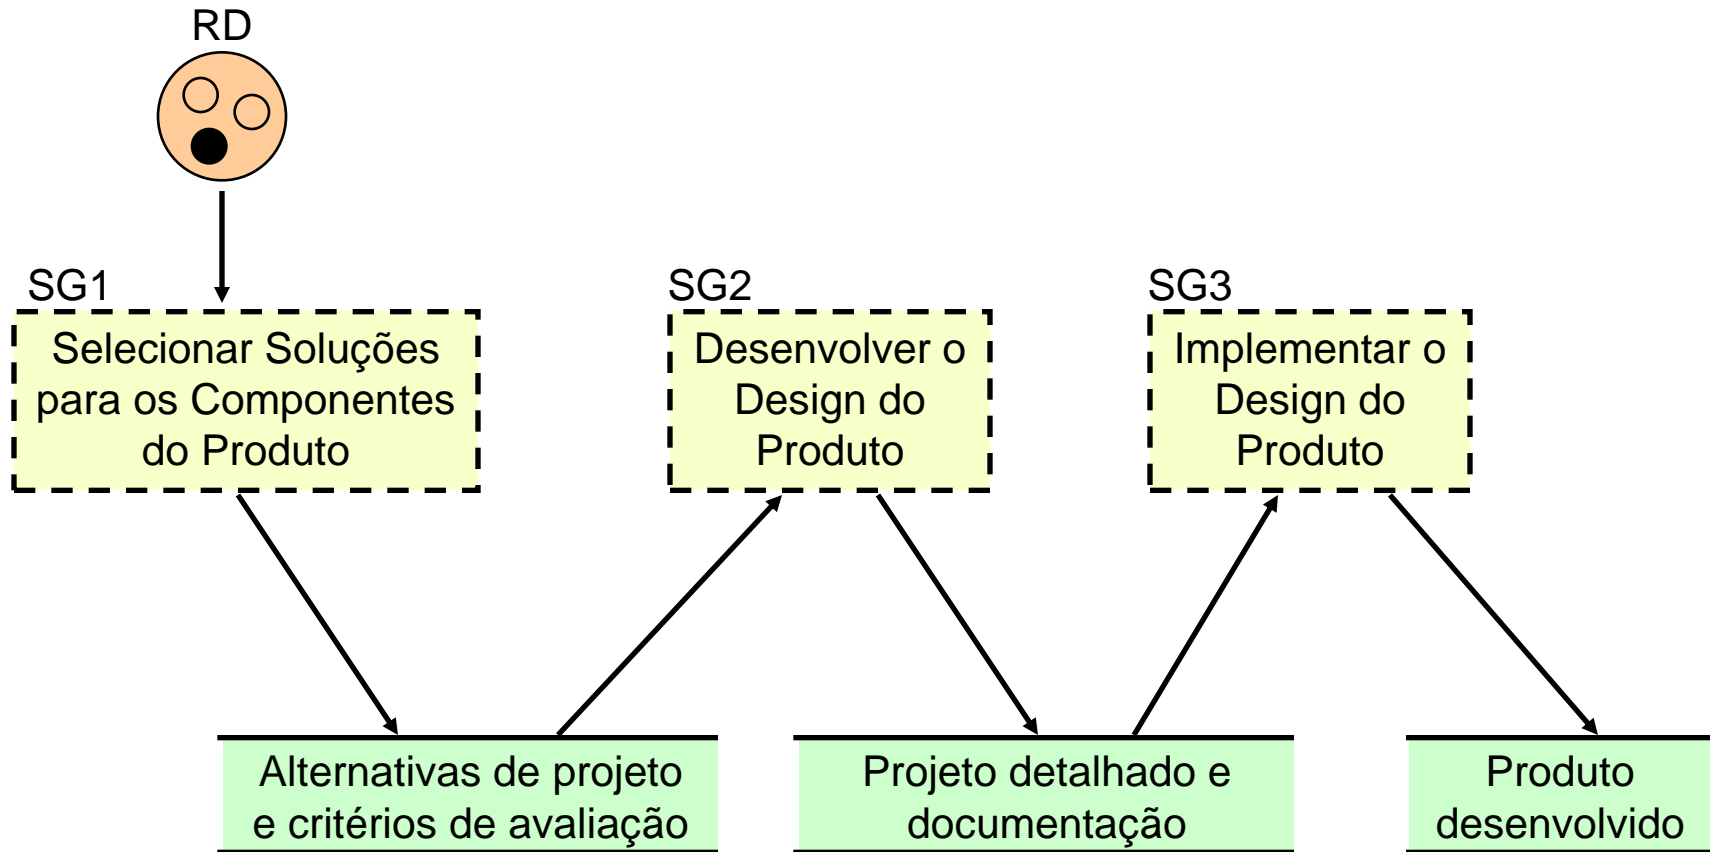 RD
SG1
Selecionar Soluções
para os Componentes
do Produto
SG2
Desenvolver o
Design do
Produto
SG3
Implementar o
Design do
Produto
Alternativas de projeto
e critérios de avaliação
Projeto detalhado e
documentação
Produto
desenvolvido